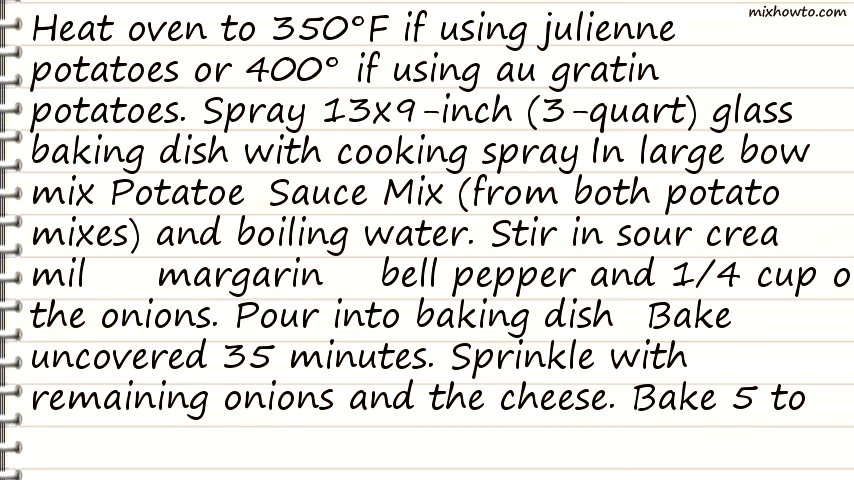 mixhowto.com
Heat oven to 350°F if using julienne
potatoes or 400° if using au gratin
potatoes. Spray 13x9-inch (3-quart) glass
baking dish with cooking spray In large bow
mix Potatoe Sauce Mix (from both potato
mixes) and boiling water. Stir in sour crea
mil margarin bell pepper and 1/4 cup o
the onions. Pour into baking dish Bake
uncovered 35 minutes. Sprinkle with
remaining onions and the cheese. Bake 5 to